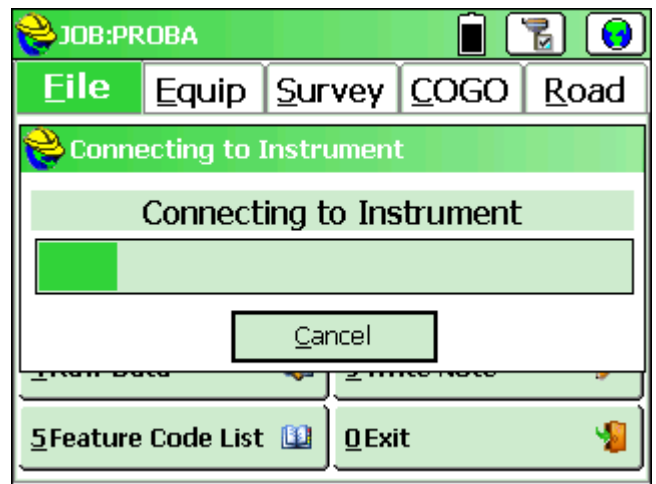 JOB:PROBA
File Equip Survey COGO Road
Connecting to Instrument
Connecting to Instrument
Cancel
5Feature Code List 0Exit